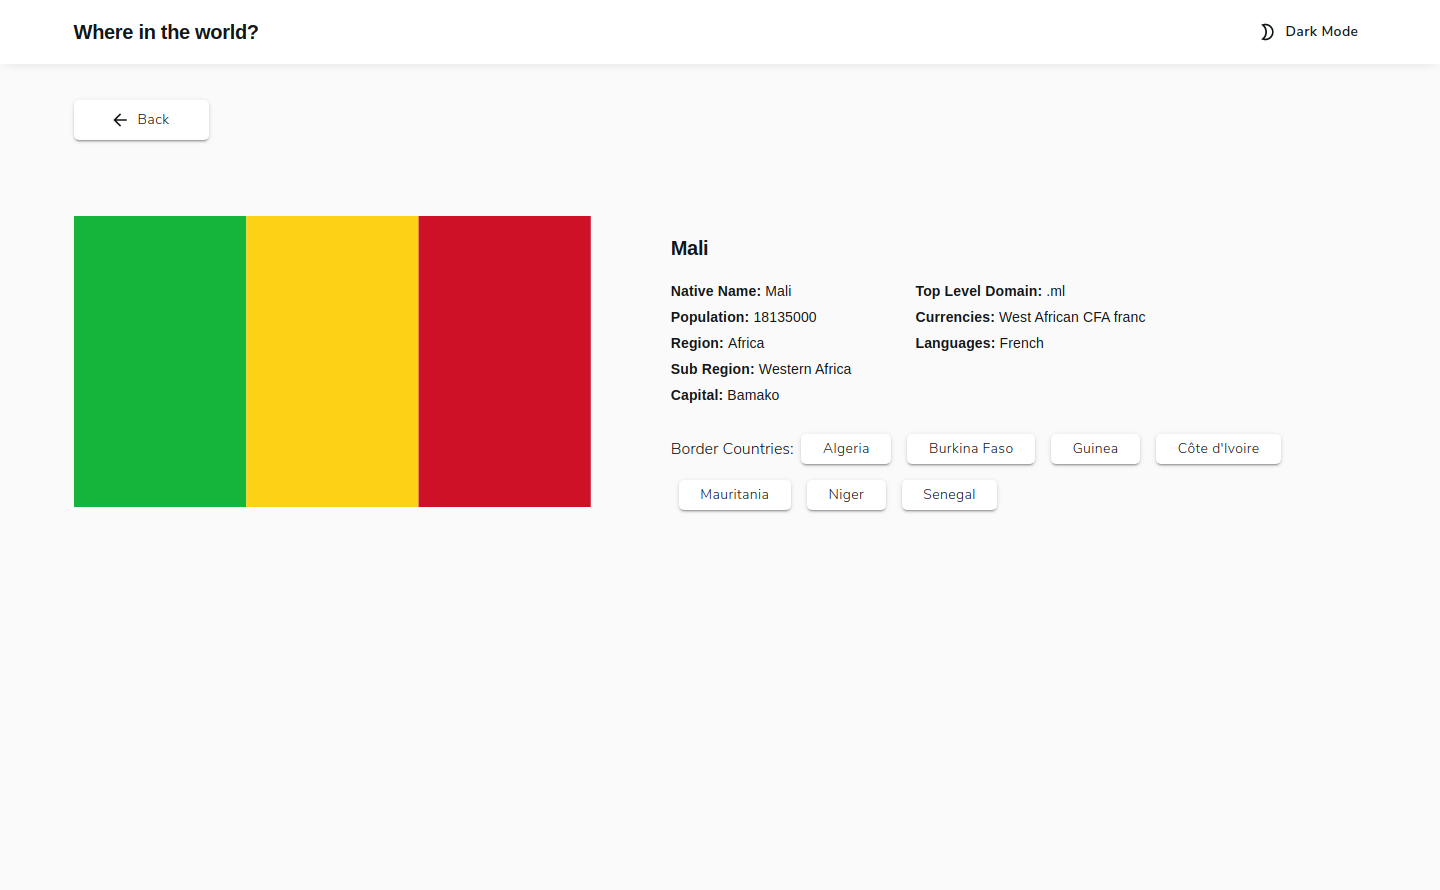 Where in the world?
Dark Mode
Back
Mali
Native Name: Mali
Population: 18135000
Region: Africa
Sub Region: Western Africa
Capital: Bamako
Top Level Domain: .ml
Currencies: West African CFA franc
Languages: French
Border Countries: Algeria Burkina Faso Guinea Côte d'Ivoire
Mauritania Niger Senegal